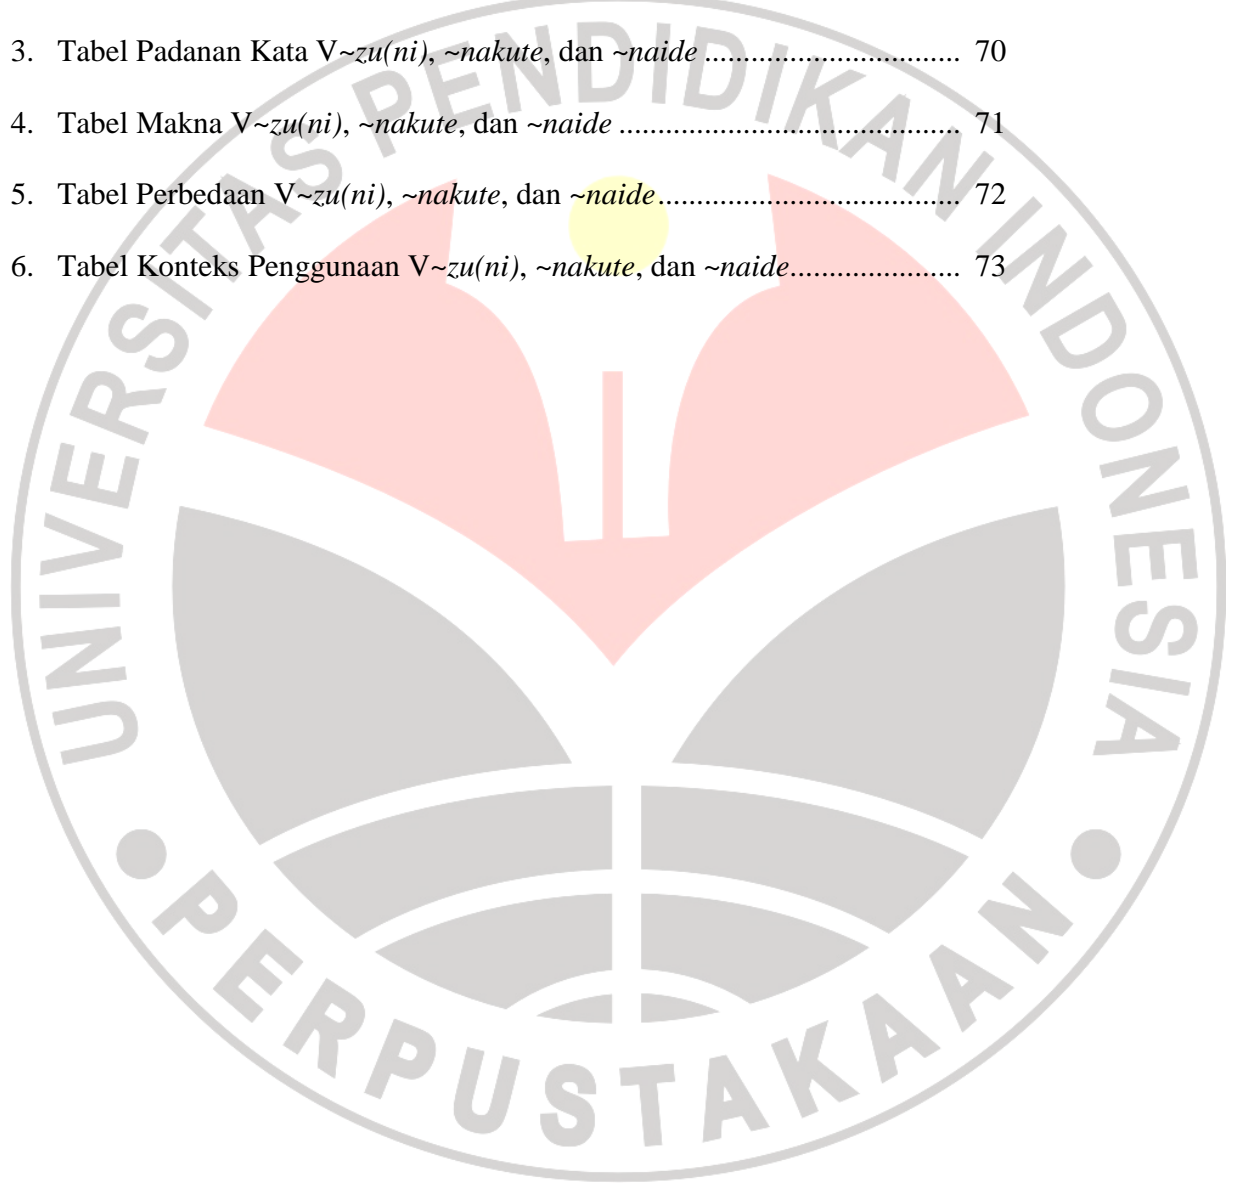 3. Tabel Padanan Kata V~zu(ni), ~nakute, dan ~naide ................................ 70
4. Tabel Makna V~zu(ni), ~nakute, dan ~naide ........................................... 71
5. Tabel Perbedaan V~zu(ni), ~nakute, dan ~naide ...................................... 72
6. Tabel Konteks Penggunaan V~zu(ni), ~nakute, dan ~naide ..................... 73
UNIVERSITAS PENDIDIKAN INDONESIA
PERPUSTAKAAN